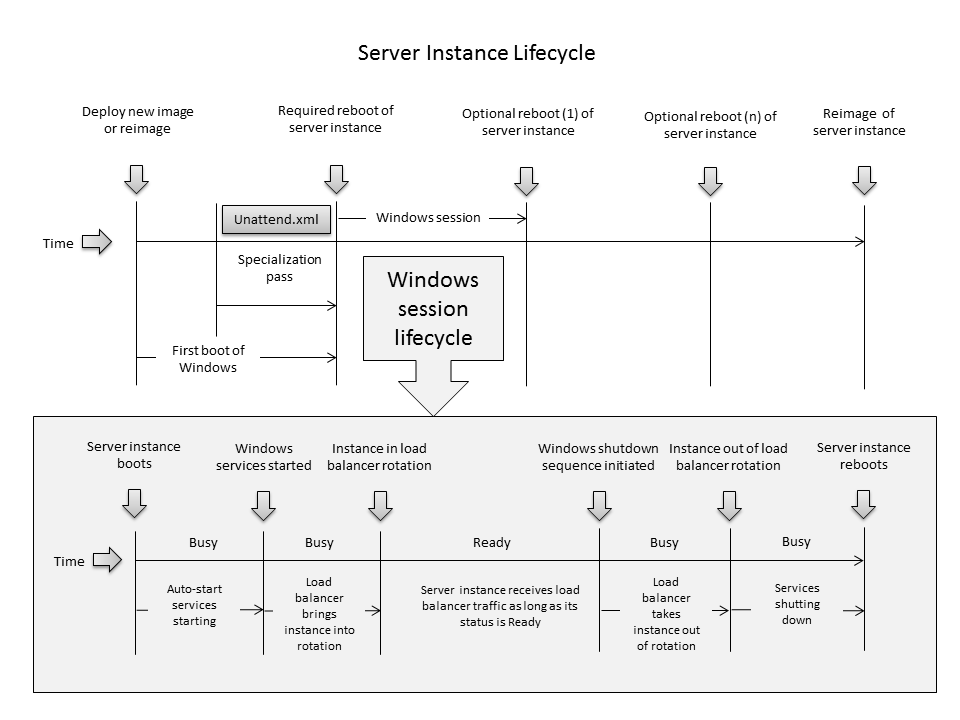 Server Instance Lifecycle
Deploy new image
or reimage
Required reboot of
server instance
Optional reboot (1) of
server instance
Optional reboot (n) of
server instance
Reimage of
server instance
Unattend.xml
Windows session
Time
Specialization
pass
Windows
session
lifecycle
First boot of
Windows
Server instance
boots
Windows
services started
Instance in load
balancer rotation
Windows shutdown
sequence initiated
Instance out of load
balancer rotation
Server instance
reboots
Busy
Busy
Ready
Busy
Busy
Time
Auto-start
services
starting
Load
balancer
brings
instance into
rotation
Server instance receives load
balancer traffic as long as its
status is Ready
Load
balancer
takes
instance out
of rotation
Services
shutting
down